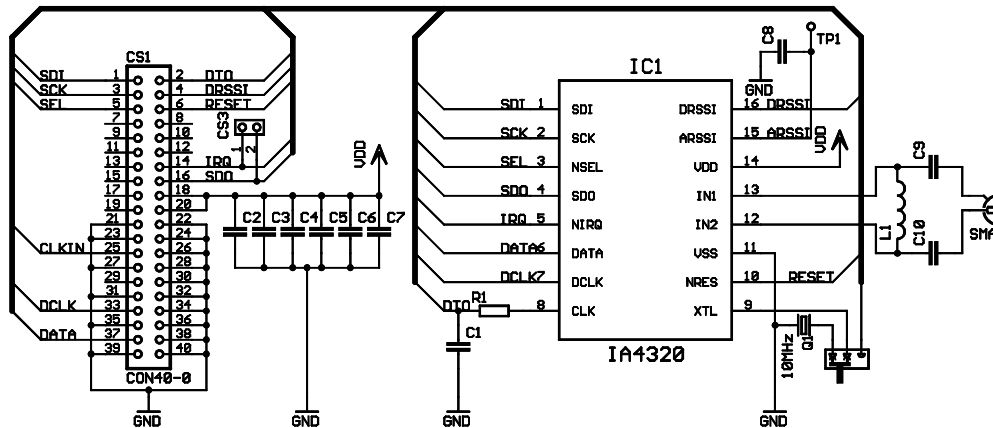 CS1
SDI 1 2 DTO
SCK 3 4 DRSSI
SEL 5 6 RESET
7 8
9 10
11 12
13 14 IRQ
15 16 SDO
17 18
19 20
21 22
23 24
CLKIN 25 26
27 28
29 30
31 32
DCLK 33 34
35 36
DATA 37 38
39 40
CON40-0
GND
CS3
1 2
VDD
C2 C3 C4 C5 C6 C7
GND
IC1
SDI 1 SDI DRSSI 16 DRSSI
SCK 2 SCK ARSSI 15 ARSSI
SEL 3 NSEL VDD 14
SDO 4 SDO IN1 13
IRQ 5 NIRQ IN2 12
DATA6 DATA VSS 11
DCLK7 DCLK NRES 10 RESET
DTO R1 8 CLK XTL 9
IA4320
C1
GND
C8
GND
TP1
VDD
C9
L1
C10
SMA
10MHz
Q1
GND